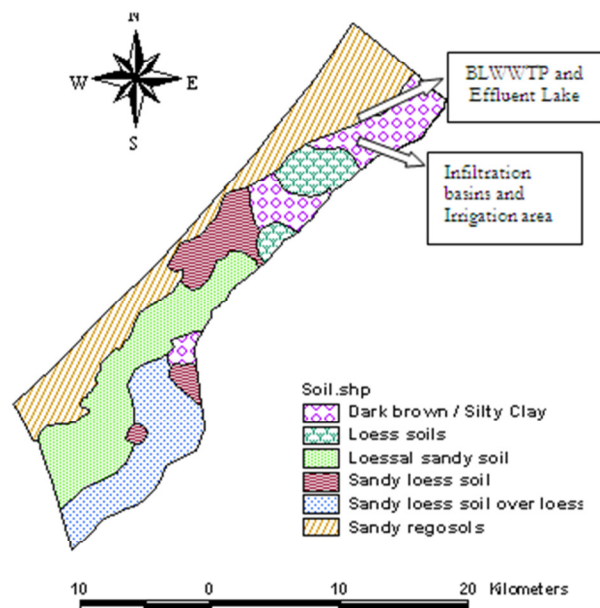 N
W E
S
BLWWTP and
Effluent Lake
Infiltration
basins and
Irrigation area
Soil.shp
Dark brown / Silty Clay
Loess soils
Loessal sandy soil
Sandy loess soil
Sandy loess soil over loess
Sandy regosols
10 0 10 20 Kilometers